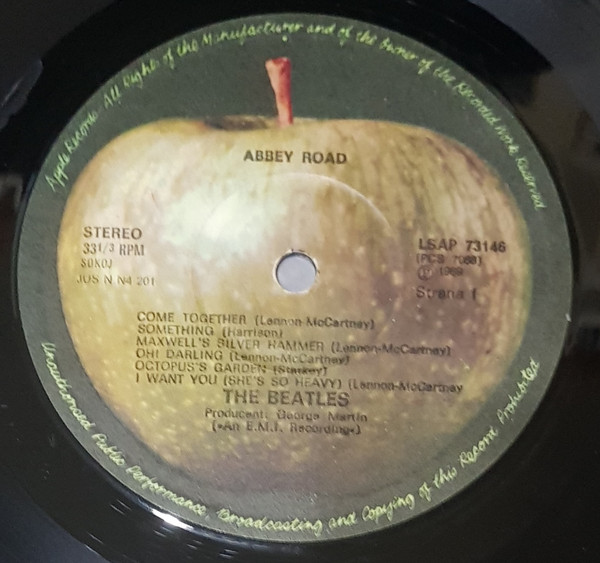 Apple Records. All Rights of the Manufacturer and of the Owner of the Recorded Work Reserved
ABBEY ROAD
STEREO
33 1/3 RPM
SOKOJ
JUS N N4 201
LSAP 73146
(PCS 7088)
Ⓟ 1969
Strana 1
COME TOGETHER (Lennon-McCartney)
SOMETHING (Harrison)
MAXWELL'S SILVER HAMMER (Lennon-McCartney)
OH! DARLING (Lennon-McCartney)
OCTOPUS'S GARDEN (Starkey)
I WANT YOU (SHE'S SO HEAVY) (Lennon-McCartney
THE BEATLES
Producent: George Martin
(»An E.M.I. Recording«)
Unauthorised Public Performance, Broadcasting and Copying of this Record Prohibited